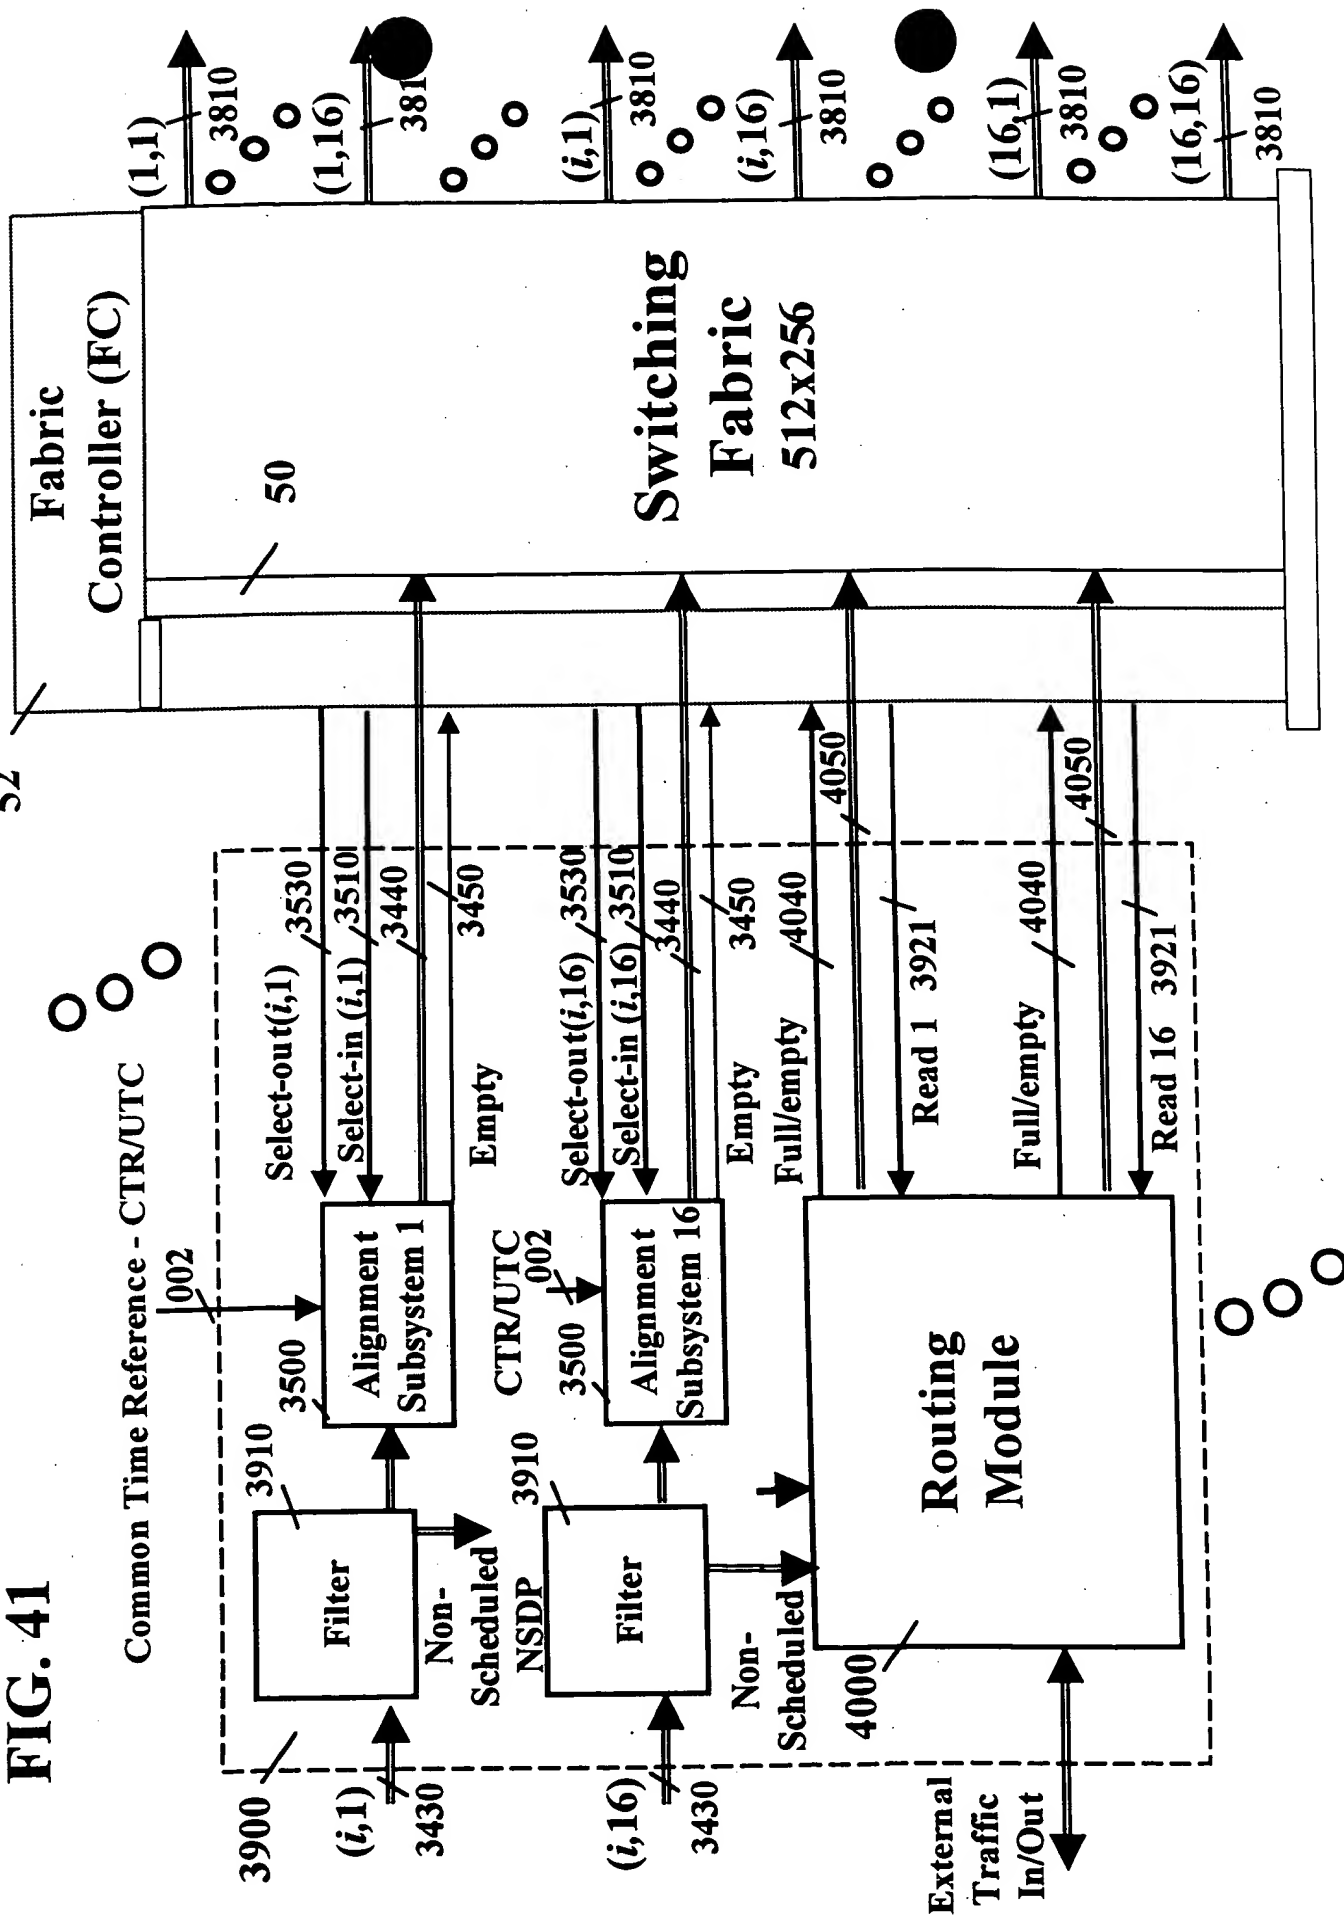 FIG. 41
Common Time Reference - CTR/UTC
002
52
Fabric
Controller (FC)
50
Switching
Fabric
512x256
3900
(i,1)
3430
Filter
3910
Non-
Scheduled
NSDP
3500
Alignment
Subsystem 1
Select-out(i,1)
3530
Select-in (i,1)
3510
3440
Empty
3450
(i,16)
3430
Filter
3910
Non-
Scheduled
CTR/UTC
002
3500
Alignment
Subsystem 16
Select-out(i,16)
3530
Select-in (i,16)
3510
3440
Empty
3450
External
Traffic
In/Out
4000
Routing
Module
Full/empty
4040
4050
Read 1 3921
Full/empty
4040
4050
Read 16 3921
(1,1)
3810
(1,16)
381
(i,1)
3810
(i,16)
3810
(16,1)
3810
(16,16)
3810